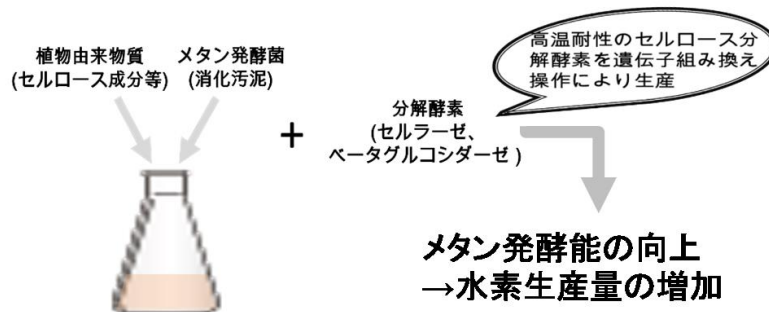 植物由来物質
(セルロース成分等)
メタン発酵菌
(消化汚泥)
+
分解酵素
(セルラーゼ、
ベータグルコシダーゼ)
高温耐性のセルロース分
解酵素を遺伝子組み換え
操作により生産
メタン発酵能の向上
→水素生産量の増加